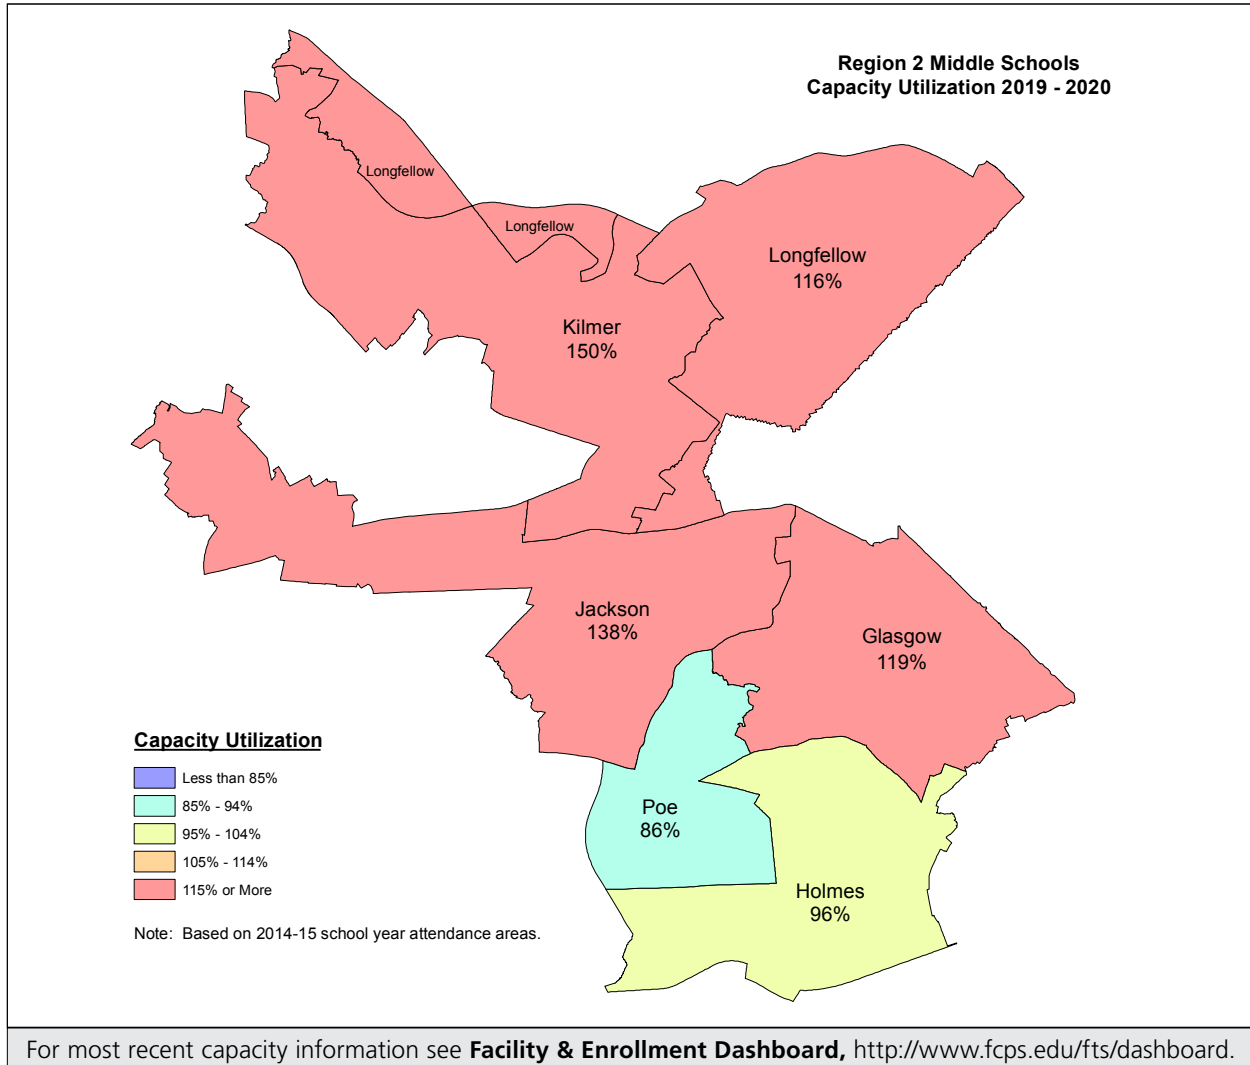 Region 2 Middle Schools
Capacity Utilization 2019 - 2020
Longfellow
Longfellow
Longfellow
116%
Kilmer
150%
Jackson
138%
Glasgow
119%
Capacity Utilization
Less than 85%
85% - 94%
95% - 104%
105% - 114%
115% or More
Poe
86%
Holmes
96%
Note: Based on 2014-15 school year attendance areas.
For most recent capacity information see Facility & Enrollment Dashboard, http://www.fcps.edu/fts/dashboard.